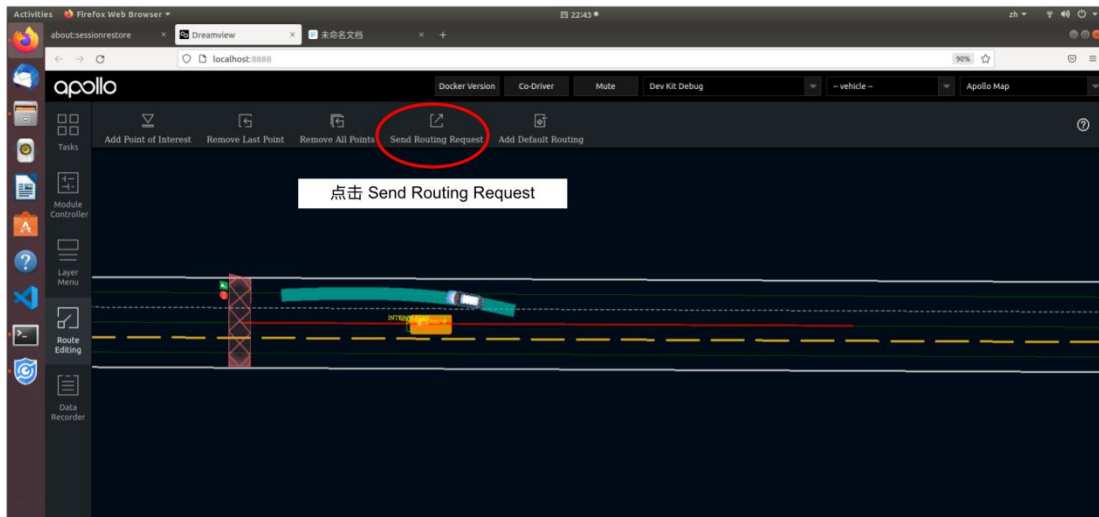 Activities Firefox Web Browser 四 22:43 zh
about:sessionrestore Dreamview 未命名文档
localhost:8888 90%
apollo Docker Version Co-Driver Mute Dev Kit Debug -- vehicle -- Apollo Map
Tasks
Add Point of Interest Remove Last Point Remove All Points Send Routing Request Add Default Routing
点击 Send Routing Request
Module
Controller
Layer
Menu
Route
Editing
Data
Recorder